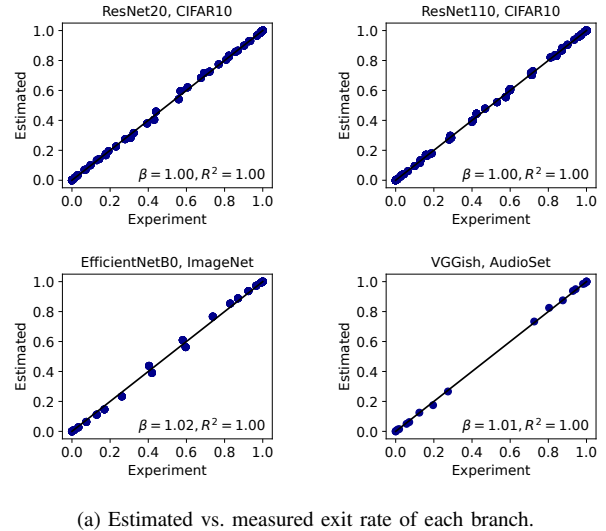 ResNet20, CIFAR10
Estimated
1.0
0.8
0.6
0.4
0.2
0.0
β = 1.00, R² = 1.00
0.0 0.2 0.4 0.6 0.8 1.0
Experiment
ResNet110, CIFAR10
Estimated
1.0
0.8
0.6
0.4
0.2
0.0
β = 1.00, R² = 1.00
0.0 0.2 0.4 0.6 0.8 1.0
Experiment
EfficientNetB0, ImageNet
Estimated
1.0
0.8
0.6
0.4
0.2
0.0
β = 1.02, R² = 1.00
0.0 0.2 0.4 0.6 0.8 1.0
Experiment
VGGish, AudioSet
Estimated
1.0
0.8
0.6
0.4
0.2
0.0
β = 1.01, R² = 1.00
0.0 0.2 0.4 0.6 0.8 1.0
Experiment
(a) Estimated vs. measured exit rate of each branch.